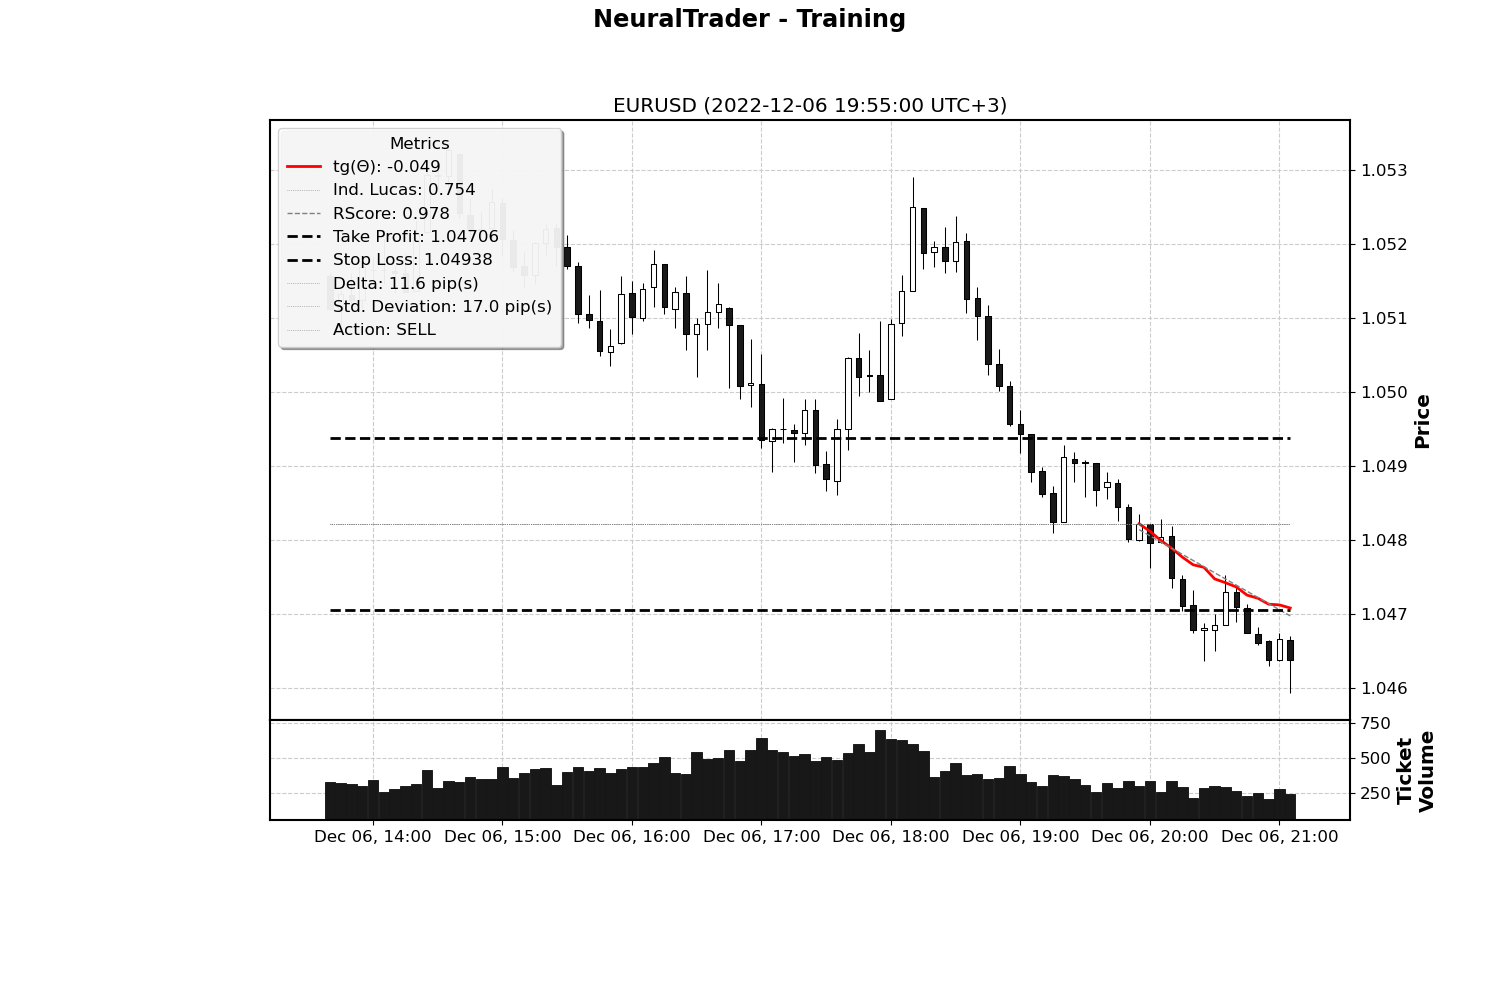 NeuralTrader - Training
EURUSD (2022-12-06 19:55:00 UTC+3)
Metrics
tg(Θ): -0.049
Ind. Lucas: 0.754
RScore: 0.978
Take Profit: 1.04706
Stop Loss: 1.04938
Delta: 11.6 pip(s)
Std. Deviation: 17.0 pip(s)
Action: SELL
1.053
1.052
1.051
1.050
1.049
1.048
1.047
1.046
Price
750
500
250
Ticket
Volume
Dec 06, 14:00
Dec 06, 15:00
Dec 06, 16:00
Dec 06, 17:00
Dec 06, 18:00
Dec 06, 19:00
Dec 06, 20:00
Dec 06, 21:00